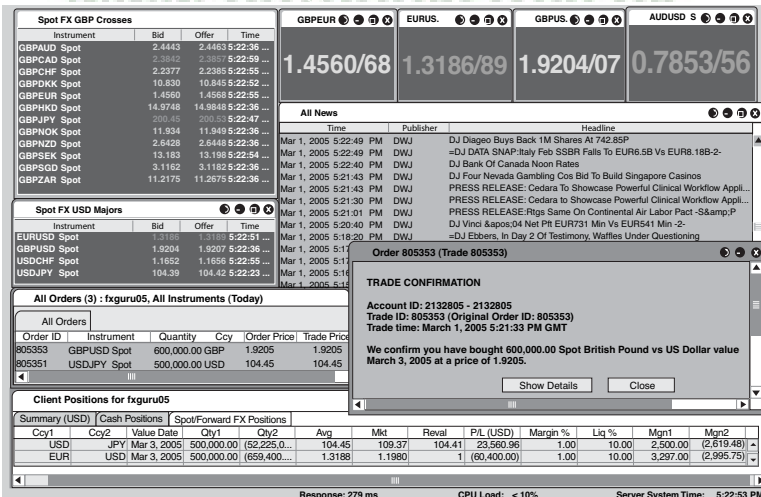 Spot FX GBP Crosses
Instrument Bid Offer Time
GBPAUD Spot 2.4443 2.4463 5:22:36 ...
GBPCAD Spot 2.3842 2.3857 5:22:59 ...
GBPCHF Spot 2.2377 2.2385 5:22:55 ...
GBPDKK Spot 10.830 10.845 5:22:52 ...
GBPEUR Spot 1.4560 1.4568 5:22:55 ...
GBPHKD Spot 14.9748 14.9848 5:22:36 ...
GBPJPY Spot 200.45 200.53 5:22:47 ...
GBPNOK Spot 11.934 11.949 5:22:36 ...
GBPNZD Spot 2.6428 2.6448 5:22:36 ...
GBPSEK Spot 13.183 13.198 5:22:54 ...
GBPSGD Spot 3.1162 3.1182 5:22:36 ...
GBPZAR Spot 11.2175 11.2675 5:22:36 ...
GBPEUR
1.4560/68
EURUS.
1.3186/89
GBPUS.
1.9204/07
AUDUSD S
0.7853/56
All News
Time Publisher Headline
Mar 1, 2005 5:22:49 PM DWJ DJ Diageo Buys Back 1M Shares At 742.85P
Mar 1, 2005 5:22:49 PM DWJ =DJ DATA SNAP:Italy Feb SSBR Falls To EUR6.5B Vs EUR8.18B-2-
Mar 1, 2005 5:22:40 PM DWJ DJ Bank Of Canada Noon Rates
Mar 1, 2005 5:21:43 PM DWJ DJ Four Nevada Gambling Cos Bid To Build Singapore Casinos
Mar 1, 2005 5:21:43 PM DWJ PRESS RELEASE: Cedara To Showcase Powerful Clinical Workflow Appli...
Mar 1, 2005 5:21:30 PM DWJ PRESS RELEASE: Cedara to Showcase Powerful Clinical Workflow Appli...
Mar 1, 2005 5:21:01 PM DWJ PRESS RELEASE:Rtgs Same On Continental Air Labor Pact -S&amp;P
Mar 1, 2005 5:20:40 PM DWJ DJ Vinci &apos;04 Net Pft EUR731 Min Vs EUR541 Min -2-
Mar 1, 2005 5:18:20 PM DWJ =DJ Ebbers, In Day 2 Of Testimony, Waffles Under Questioning
Mar 1, 2005 5:17
Mar 1, 2005 5:17
Mar 1, 2005 5:16
Mar 1, 2005 5:15
Spot FX USD Majors
Instrument Bid Offer Time
EURUSD Spot 1.3186 1.3189 5:22:51 ...
GBPUSD Spot 1.9204 1.9207 5:22:36 ...
USDCHF Spot 1.1652 1.1656 5:22:55 ...
USDJPY Spot 104.39 104.42 5:22:23 ...
Order 805353 (Trade 805353)
TRADE CONFIRMATION
Account ID: 2132805 - 2132805
Trade ID: 805353 (Original Order ID: 805353)
Trade time: March 1, 2005 5:21:33 PM GMT
We confirm you have bought 600,000.00 Spot British Pound vs US Dollar value
March 3, 2005 at a price of 1.9205.
Show Details Close
All Orders (3) : fxguru05, All Instruments (Today)
All Orders
Order ID Instrument Quantity Ccy Order Price Trade Price
805353 GBPUSD Spot 600,000.00 GBP 1.9205 1.9205
805351 USDJPY Spot 500,000.00 USD 104.45 104.45
Client Positions for fxguru05
Summary (USD) Cash Positions Spot/Forward FX Positions
Ccy1 Ccy2 Value Date Qty1 Qty2 Avg Mkt Reval P/L (USD) Margin % Liq % Mgn1 Mgn2
USD JPY Mar 3, 2005 500,000.00 (52,225,0... 104.45 109.37 104.41 23,560.96 1.00 10.00 2,500.00 (2,619.48)
EUR USD Mar 3, 2005 500,000.00 (659,400.... 1.3188 1.1980 1 (60,400.00) 1.00 10.00 3,297.00 (2,995.75)
Response: 279 ms CPU Load: < 10% Server System Time: 5:22:53 PM